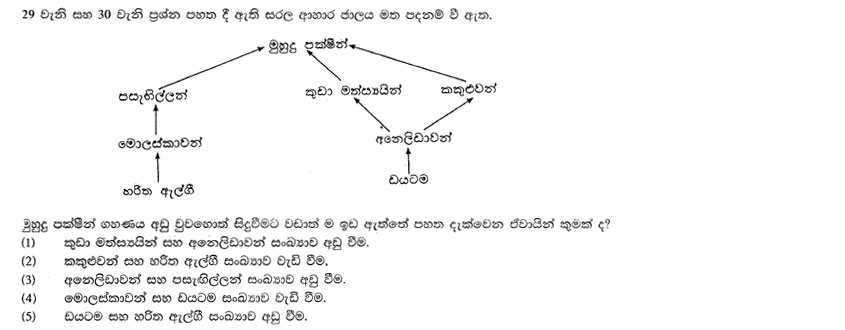 29 වැනි සහ 30 වැනි ප්‍රශ්න පහත දී ඇති සරල ආහාර ජාලය මත පදනම් වී ඇත.
මුහුදු පක්ෂීන්
පසැඟිල්ලන්
කුඩා මත්ස්‍යයින්
කකුළුවන්
මොලස්කාවන්
අනෙලිඩාවන්
හරිත ඇල්ගී
ඩයටම
මුහුදු පක්ෂීන් ගහණය අඩු වුවහොත් සිදුවීමට වඩාත් ම ඉඩ ඇත්තේ පහත දැක්වෙන ඒවායින් කුමක් ද?
(1) කුඩා මත්ස්‍යයින් සහ අනෙලිඩාවන් සංඛ්‍යාව අඩු වීම.
(2) කකුළුවන් සහ හරිත ඇල්ගී සංඛ්‍යාව වැඩි වීම.
(3) අනෙලිඩාවන් සහ පසැඟිල්ලන් සංඛ්‍යාව අඩු වීම.
(4) මොලස්කාවන් සහ ඩයටම සංඛ්‍යාව වැඩි වීම.
(5) ඩයටම සහ හරිත ඇල්ගී සංඛ්‍යාව අඩු වීම.